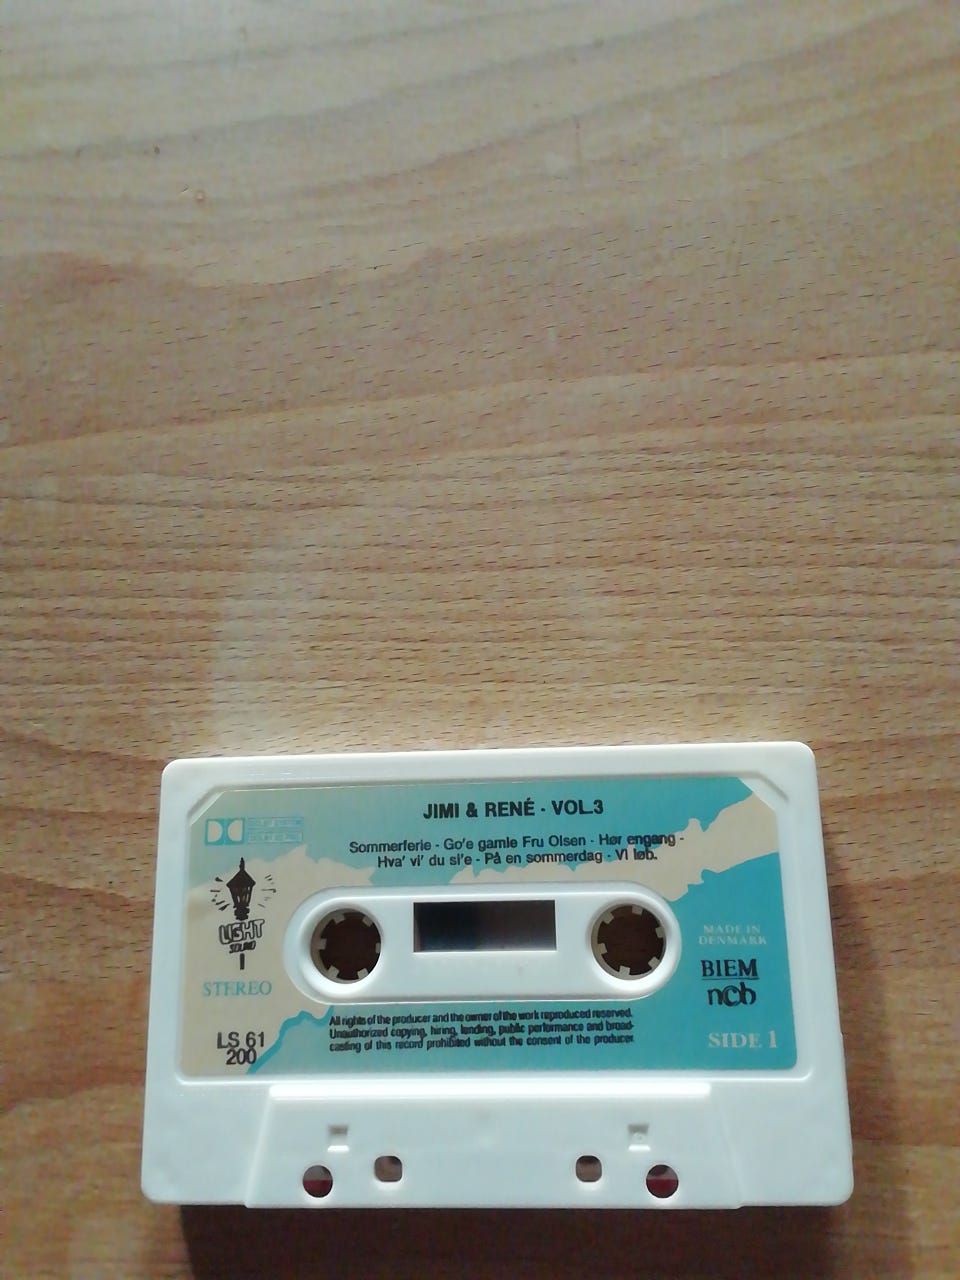 JIMI & RENÉ · VOL.3
Sommerferie - Go'e gamle Fru Olsen - Hør engang -
Hva' vi' du si'e - På en sommerdag - Vi løb.
LIGHT
SOUND
STEREO
LS 61
200
MADE IN
DENMARK
BIEM
ncb
SIDE 1
All rights of the producer and the owner of the work reproduced reserved.
Unauthorized copying, hiring, lending, public performance and broad-
casting of this record prohibited without the consent of the producer